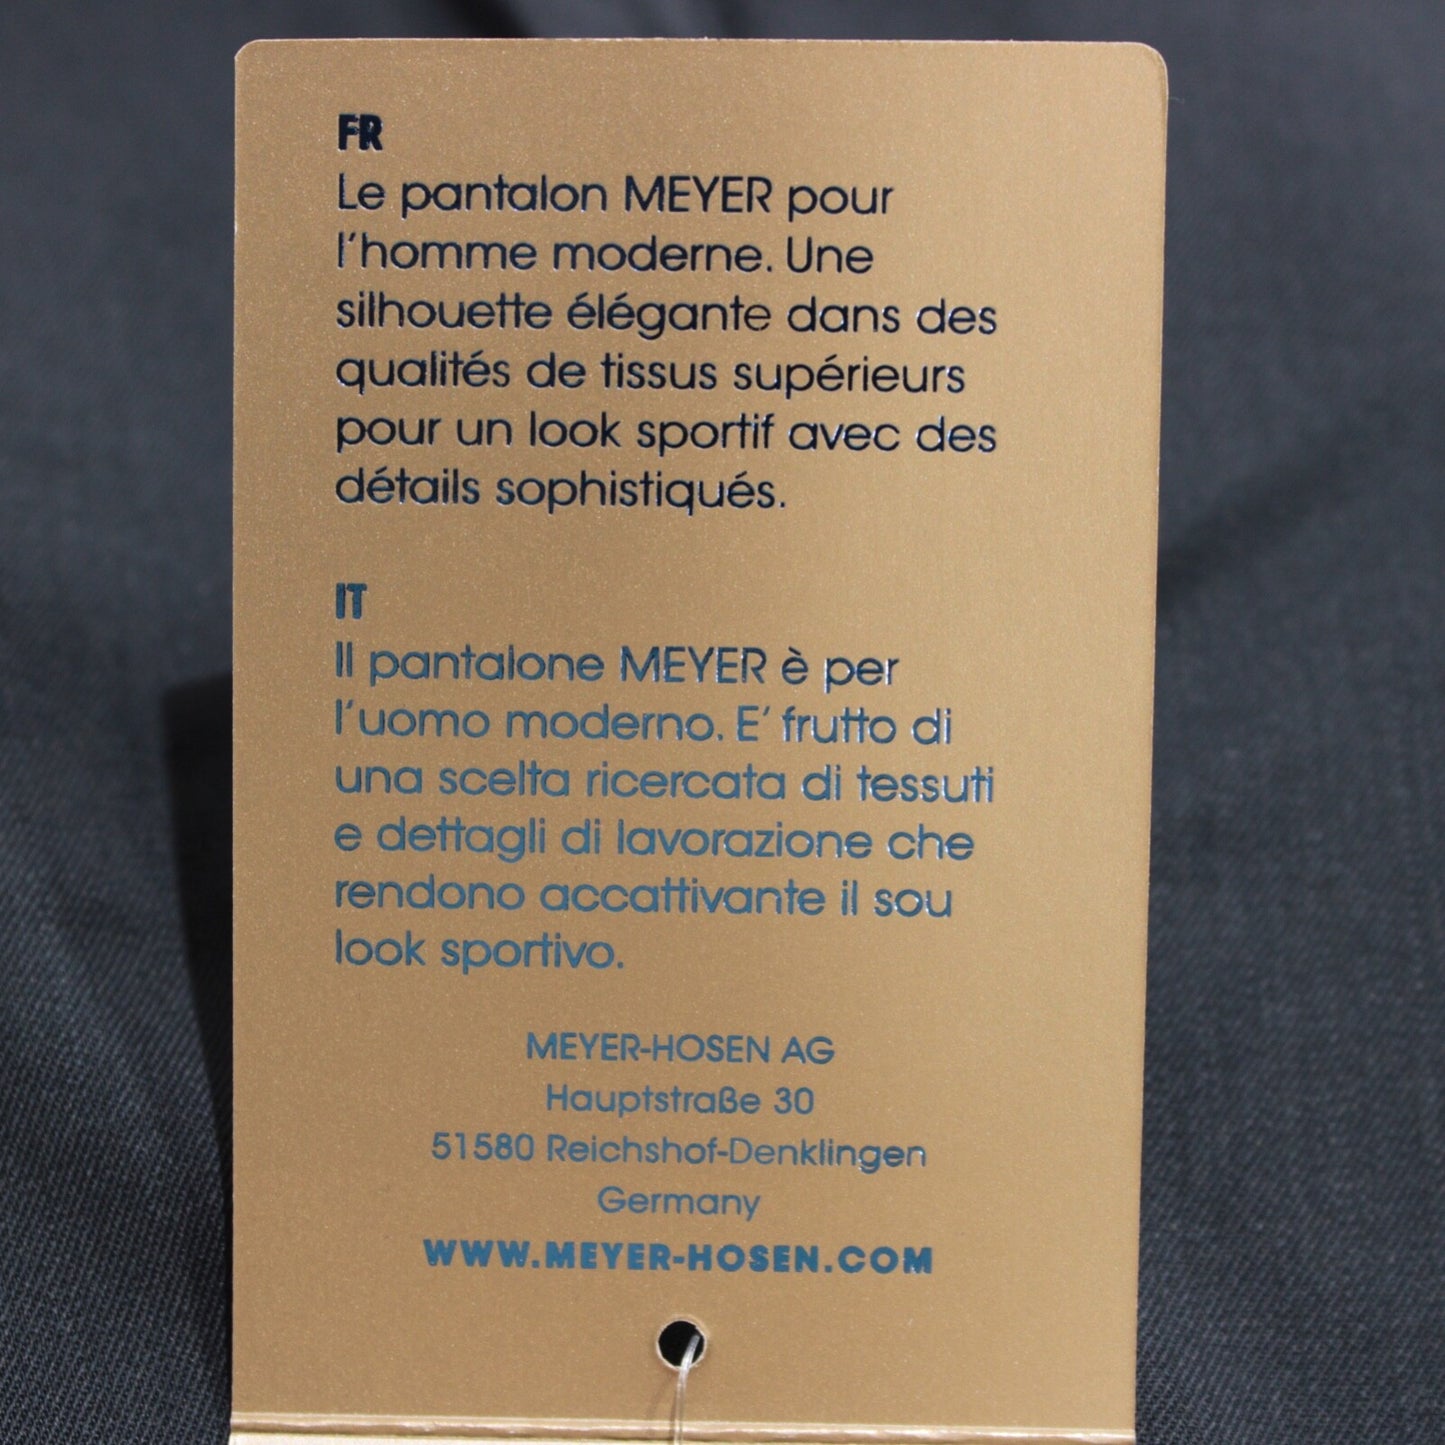 FR
Le pantalon MEYER pour
l'homme moderne. Une
silhouette élégante dans des
qualités de tissus supérieurs
pour un look sportif avec des
détails sophistiqués.
IT
Il pantalone MEYER è per
l'uomo moderno. E' frutto di
una scelta ricercata di tessuti
e dettagli di lavorazione che
rendono accattivante il sou
look sportivo.
MEYER-HOSEN AG
Hauptstraße 30
51580 Reichshof-Denklingen
Germany
WWW.MEYER-HOSEN.COM